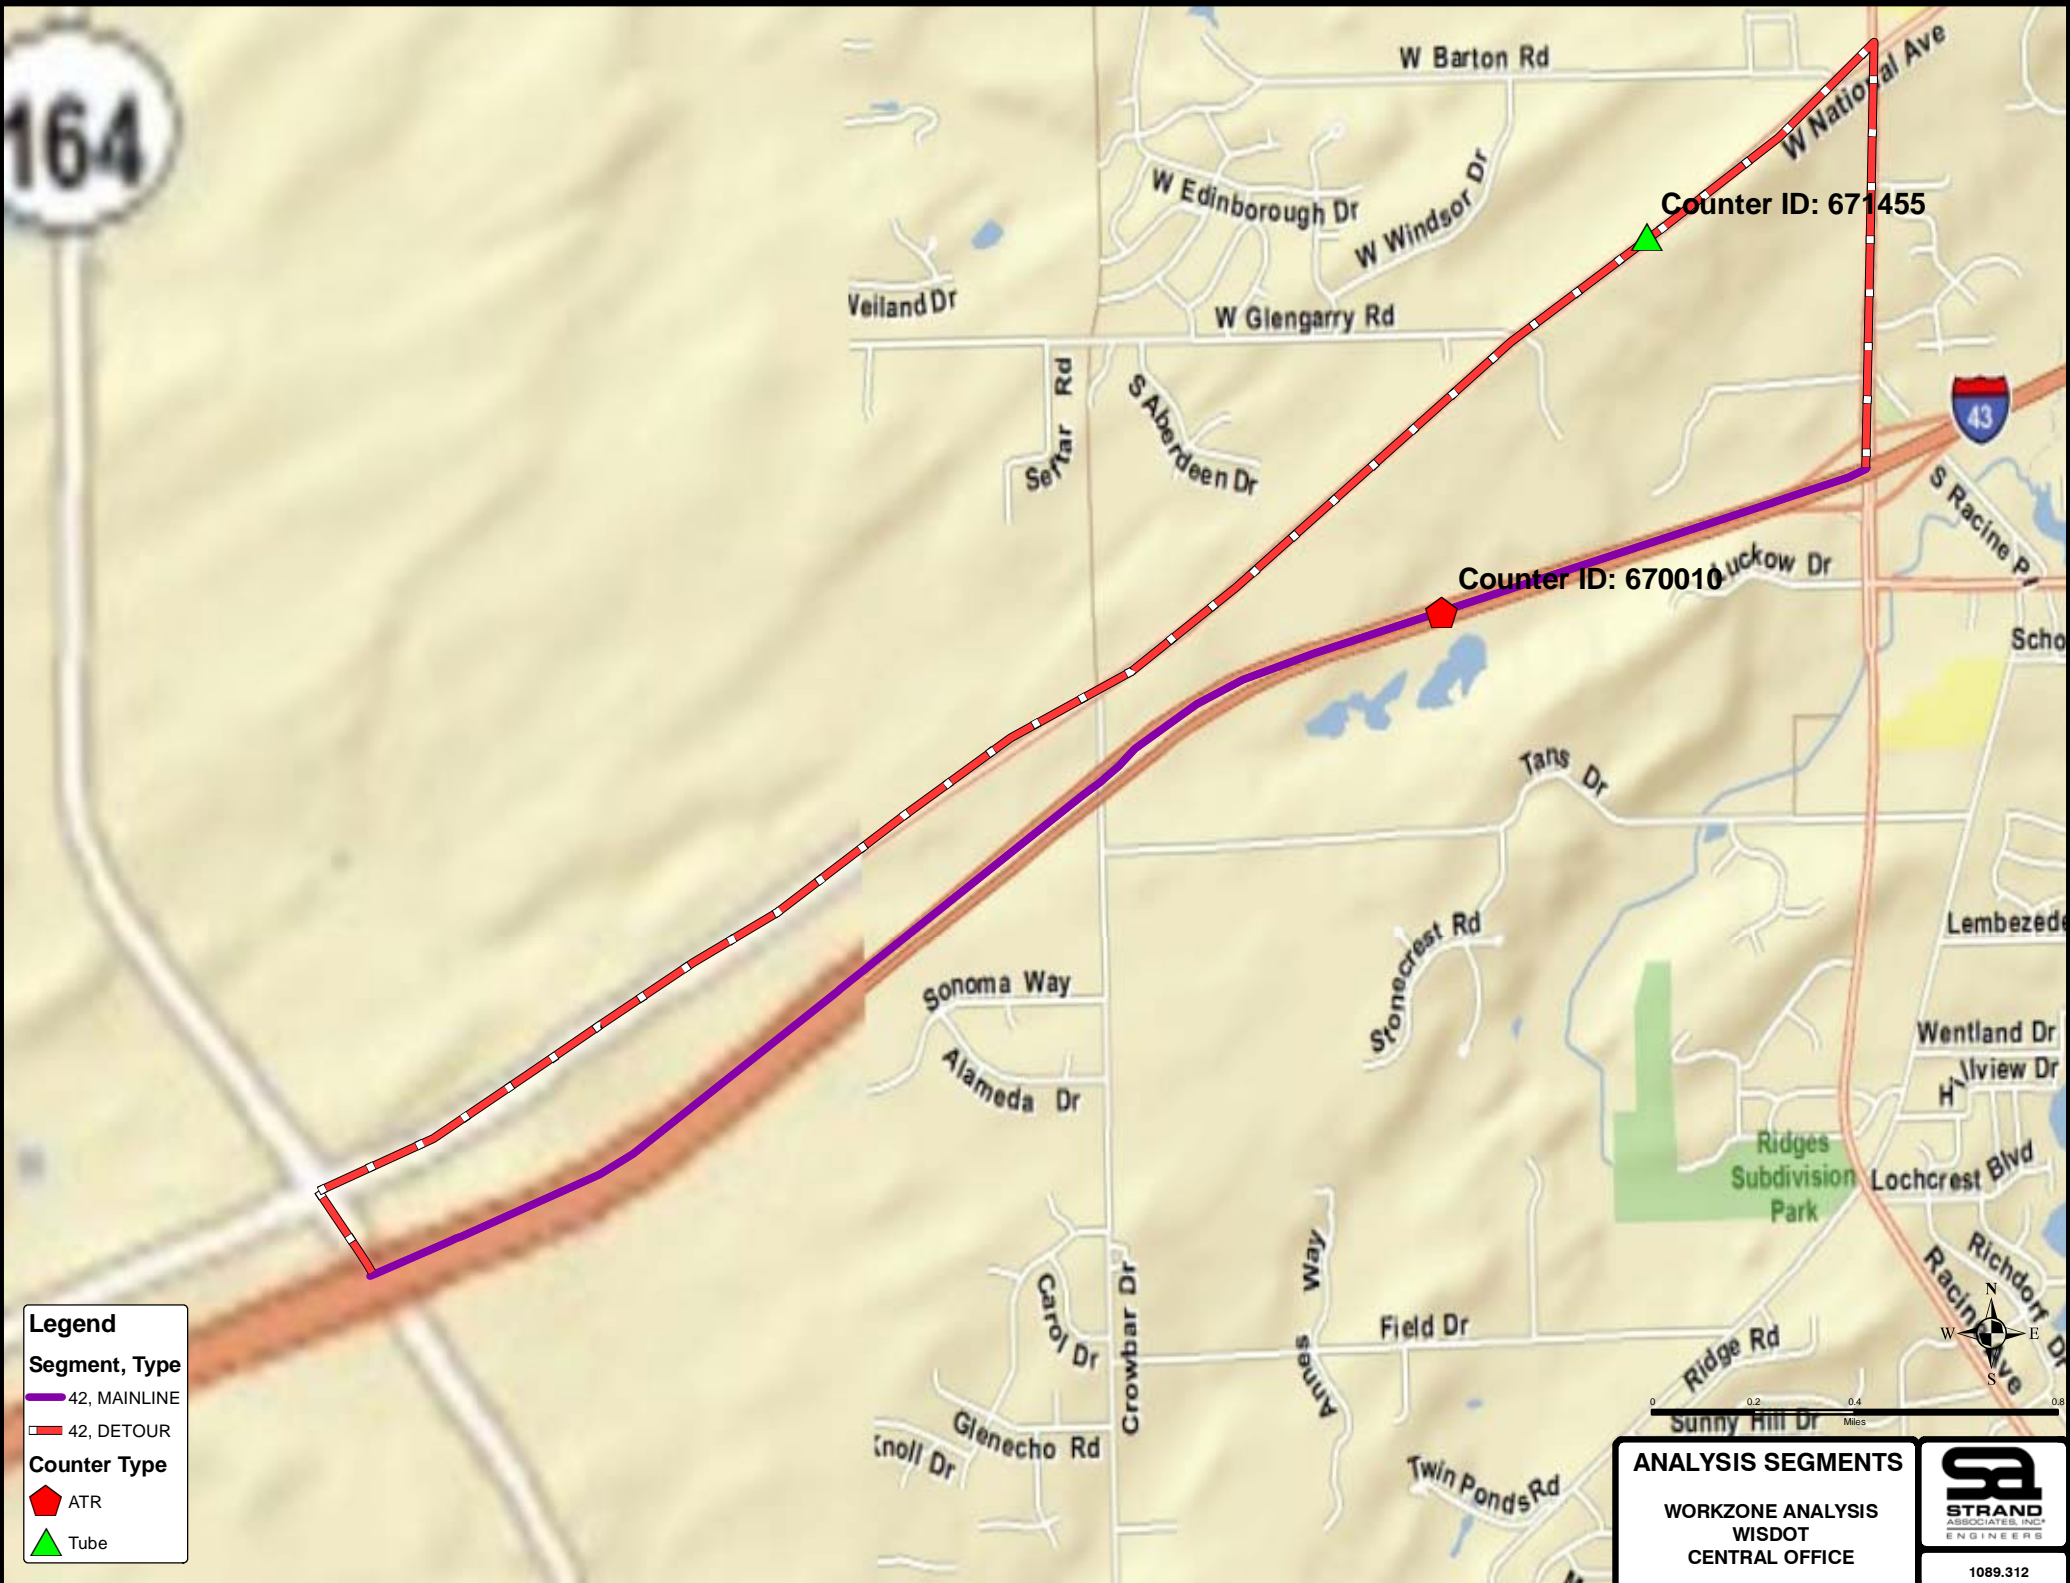 164
W Barton Rd
W National Ave
W Edinborough Dr
W Windsor Dr
Counter ID: 671455
Weiland Dr
W Glengarry Rd
Seftar Rd
S Aberdeen Dr
43
S Racine Pl
Counter ID: 670010
Luckow Dr
Scho
Tans Dr
Stonecrest Rd
Lembezede
Sonoma Way
Alameda Dr
Wentland Dr
Hillview Dr
Ridges
Subdivision
Park
Lochcrest Blvd
Richdorf Dr
Racine Ave
Carol Dr
Crowbar Dr
Annes Way
Field Dr
Ridge Rd
Glenecho Rd
Knoll Dr
Twin Ponds Rd
Sunny Hill Dr
N
W E
S
0 0.2 0.4 0.8
Miles
Legend
Segment, Type
42, MAINLINE
42, DETOUR
Counter Type
ATR
Tube
ANALYSIS SEGMENTS
WORKZONE ANALYSIS
WISDOT
CENTRAL OFFICE
sa
STRAND
ASSOCIATES, INC.®
ENGINEERS
1089.312